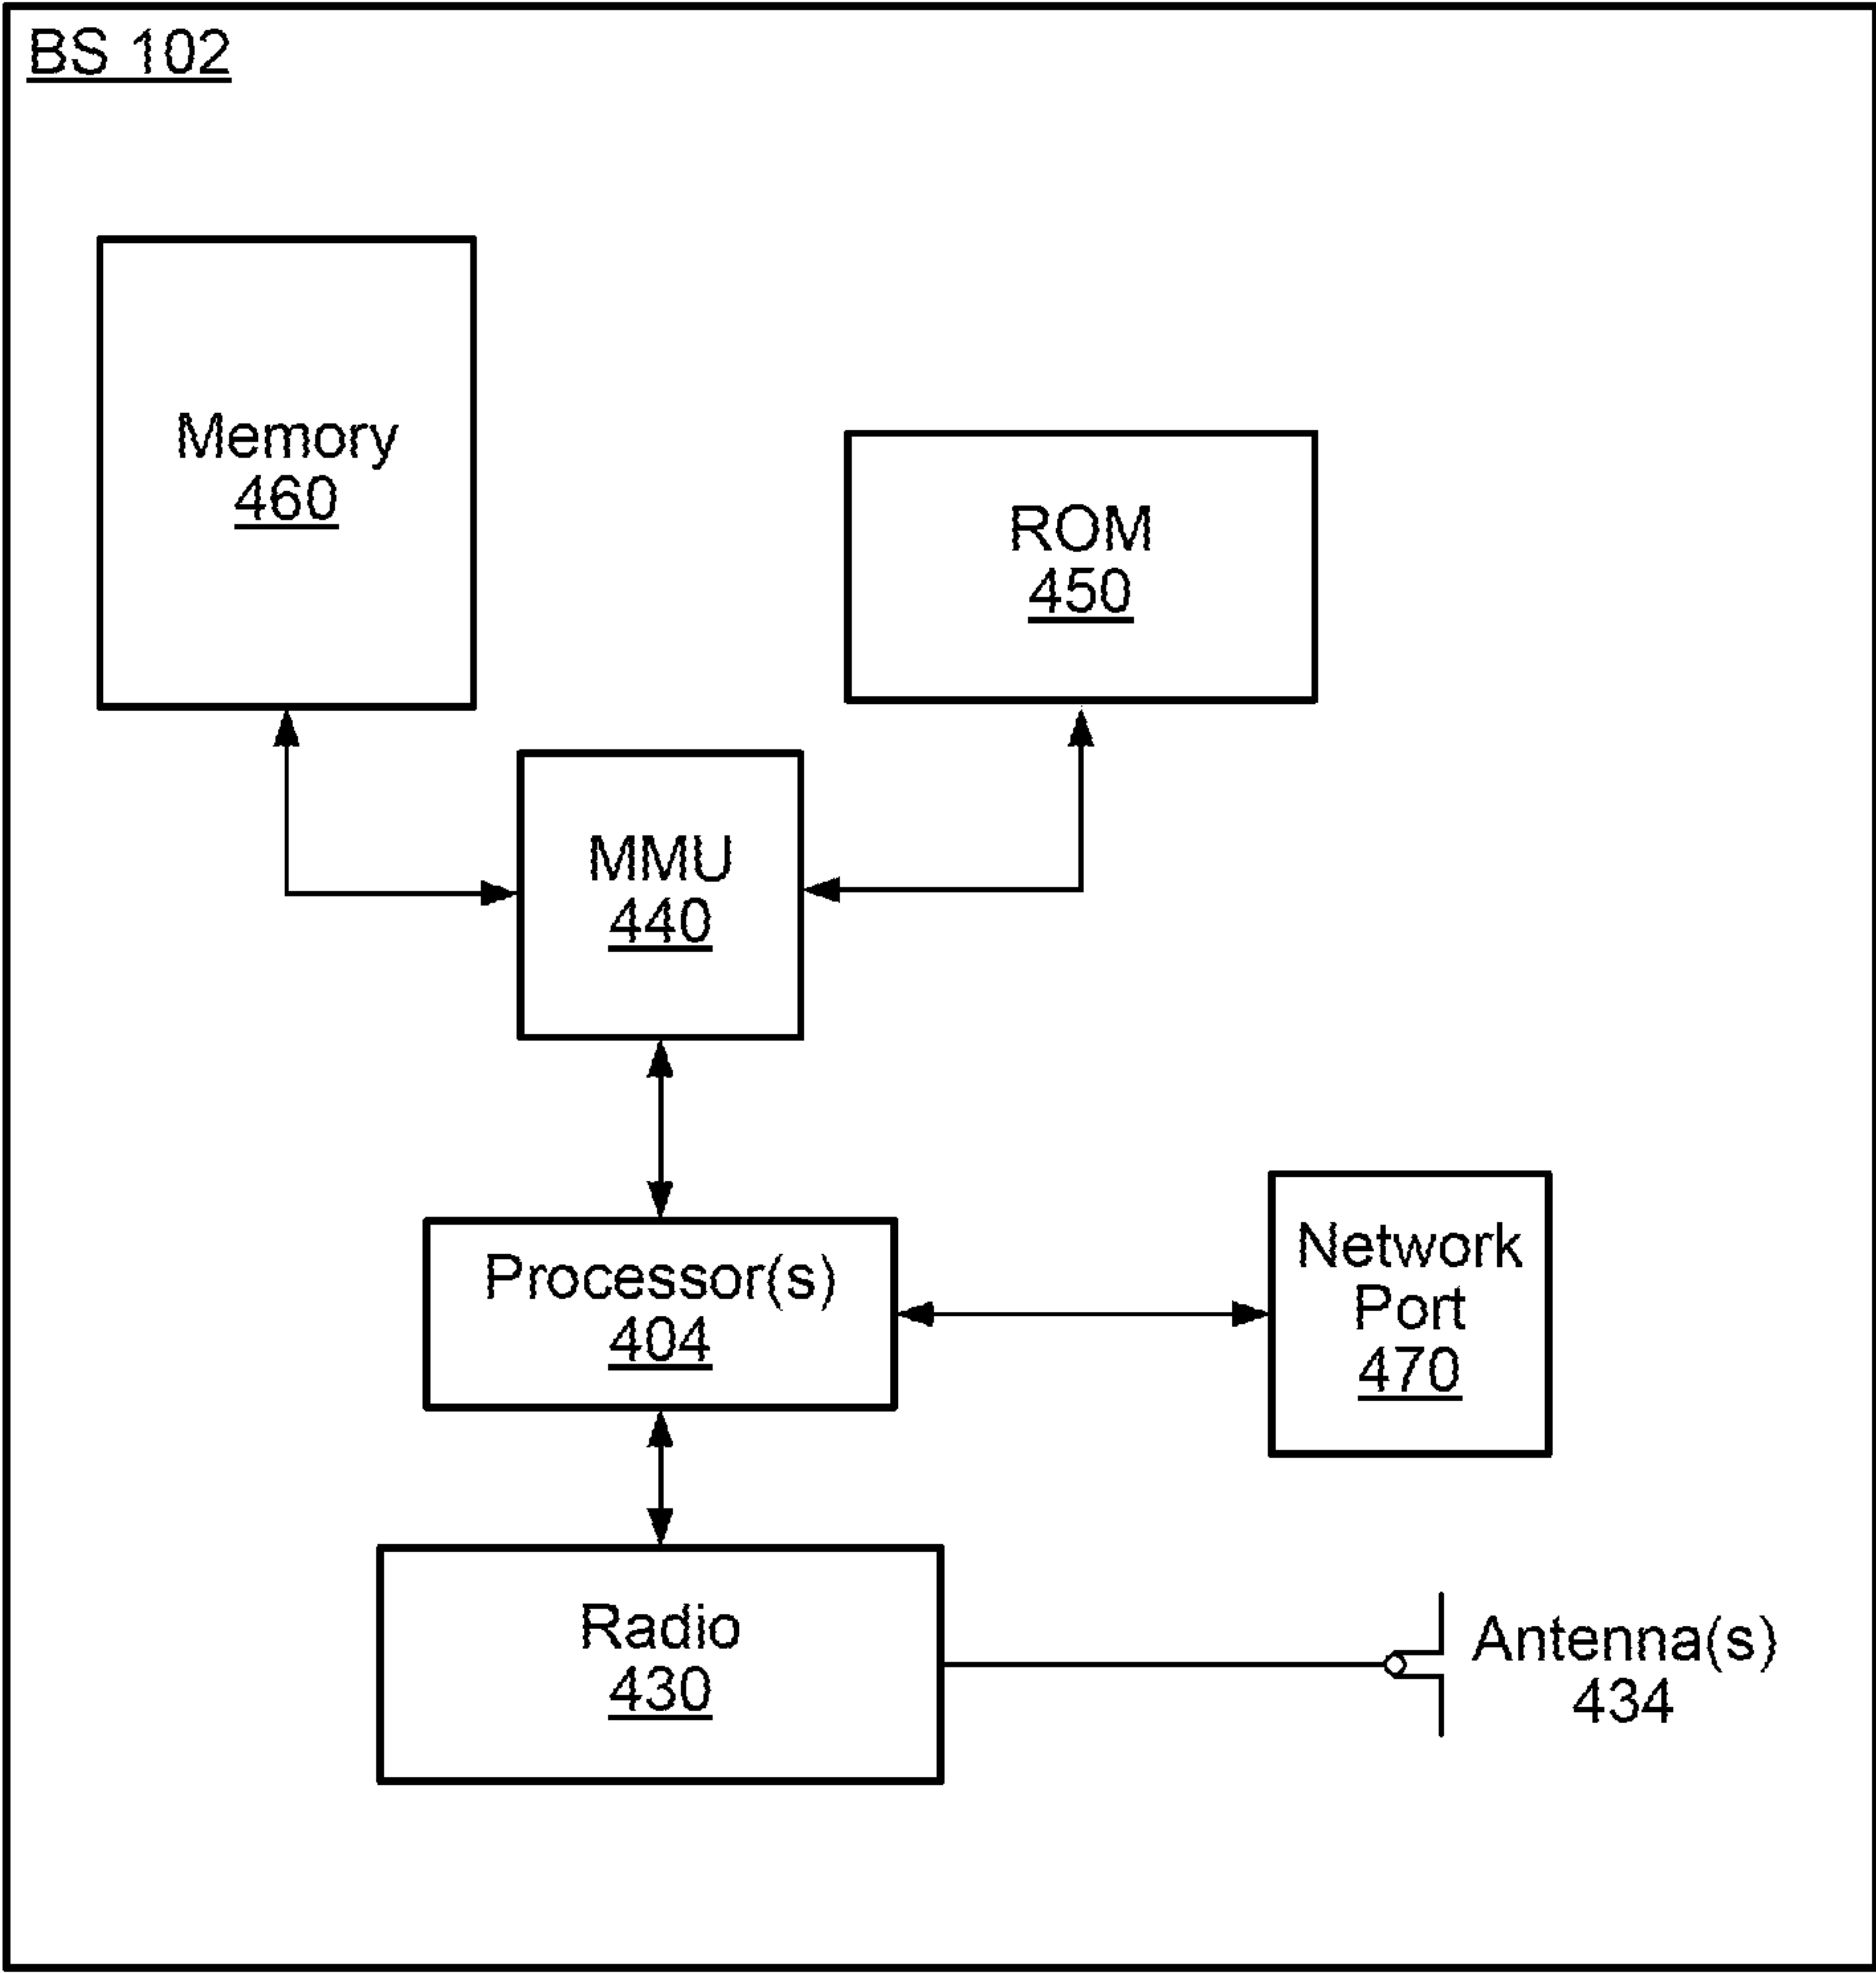 BS 102
Memory
460
ROM
450
MMU
440
Processor(s)
404
Network
Port
470
Radio
430
Antenna(s)
434